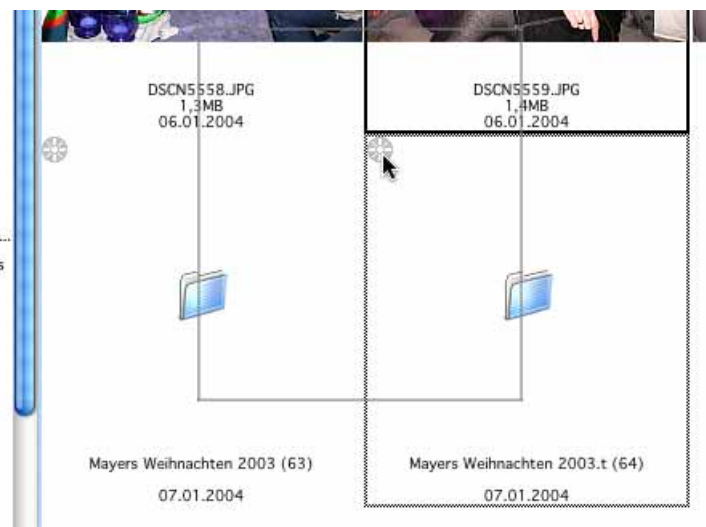 DSCN5558.JPG
1,3MB
06.01.2004
DSCN5559.JPG
1,4MB
06.01.2004
...
s
Mayers Weihnachten 2003 (63)
07.01.2004
Mayers Weihnachten 2003.t (64)
07.01.2004